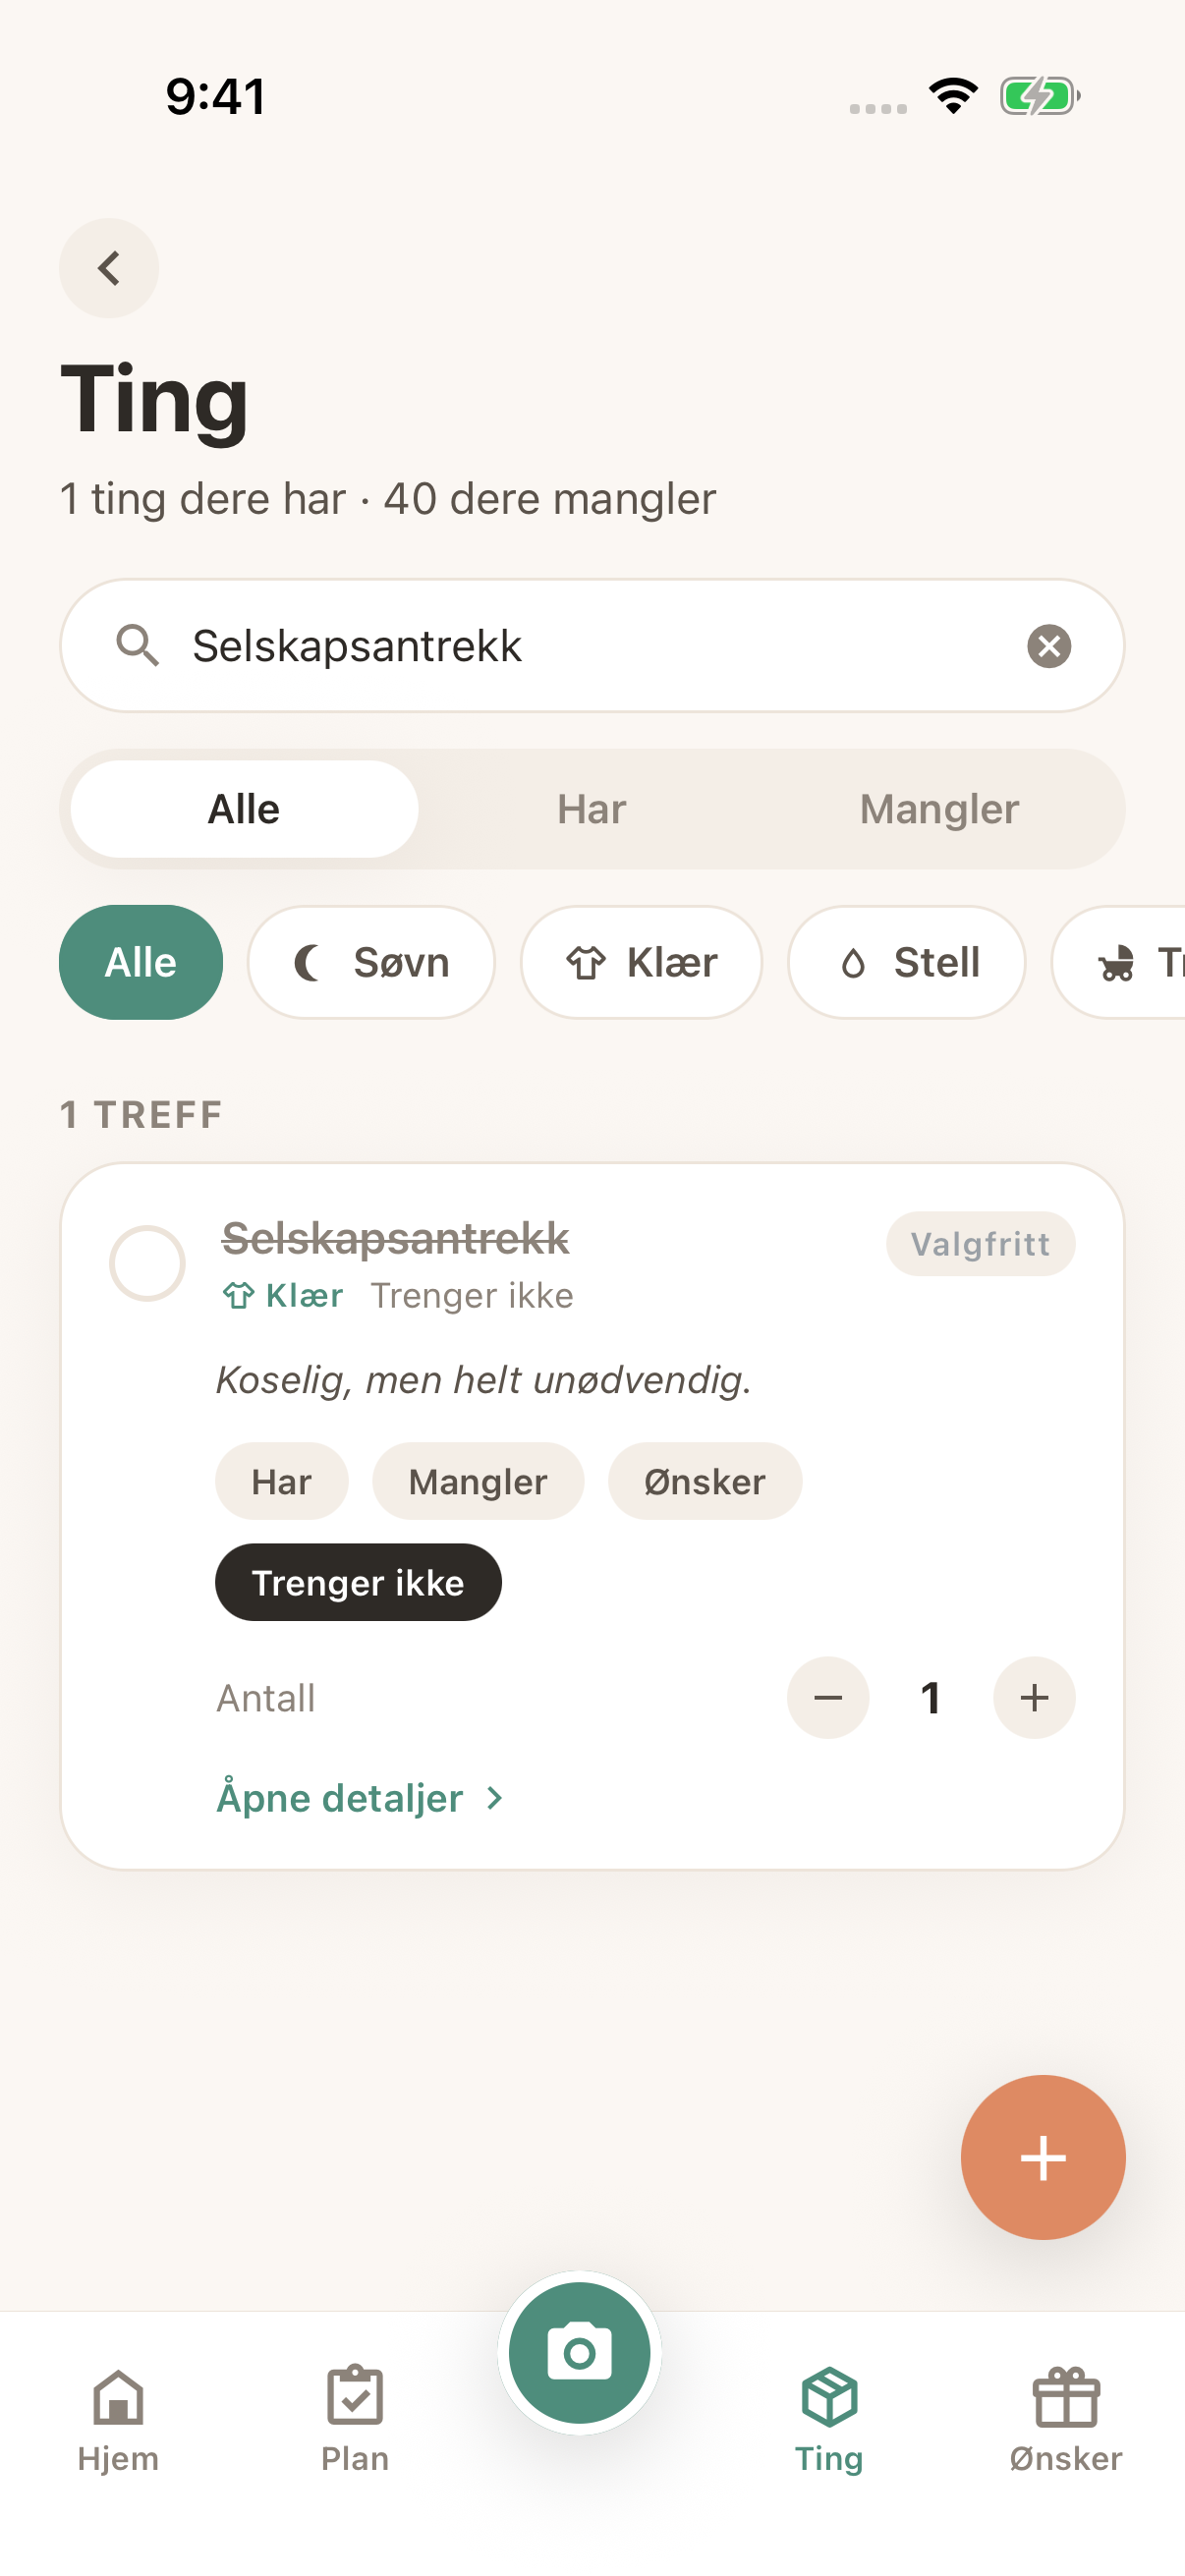 9:41
Ting
1 ting dere har · 40 dere mangler
Selskapsantrekk
Alle Har Mangler
Alle Søvn Klær Stell
1 TREFF
Selskapsantrekk Valgfritt
Klær Trenger ikke
Koselig, men helt unødvendig.
Har Mangler Ønsker
Trenger ikke
Antall 1
Åpne detaljer
Hjem Plan Ting Ønsker